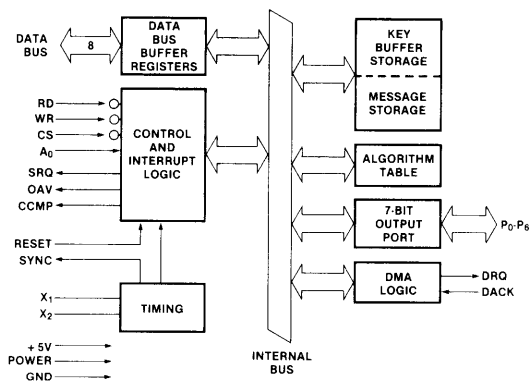 DATA
BUS
8
DATA
BUS
BUFFER
REGISTERS
KEY
BUFFER
STORAGE
MESSAGE
STORAGE
RD
WR
CS
A0
SRQ
OAV
CCMP
CONTROL
AND
INTERRUPT
LOGIC
ALGORITHM
TABLE
7-BIT
OUTPUT
PORT
P0-P6
RESET
SYNC
DMA
LOGIC
DRQ
DACK
X1
X2
TIMING
+5V
POWER
GND
INTERNAL
BUS